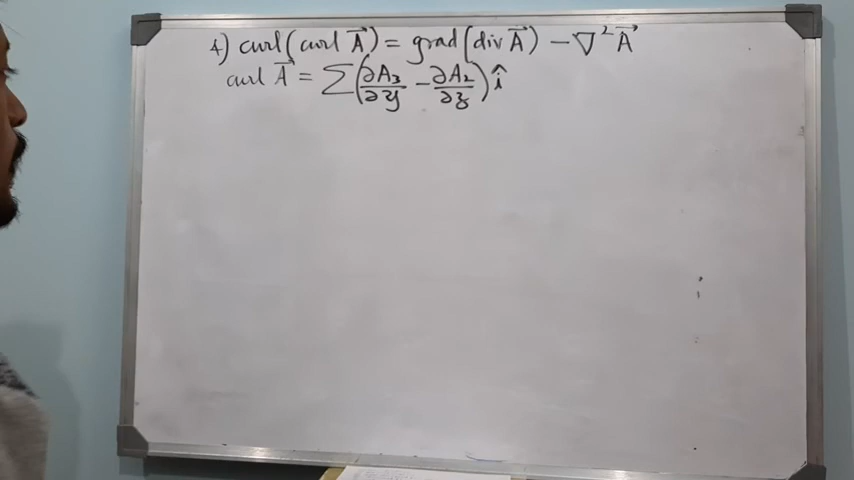 4) curl(curl A⃗) = grad(div A⃗) − ∇²A⃗
curl A⃗ = ∑(∂A₃/∂y − ∂A₂/∂z) î